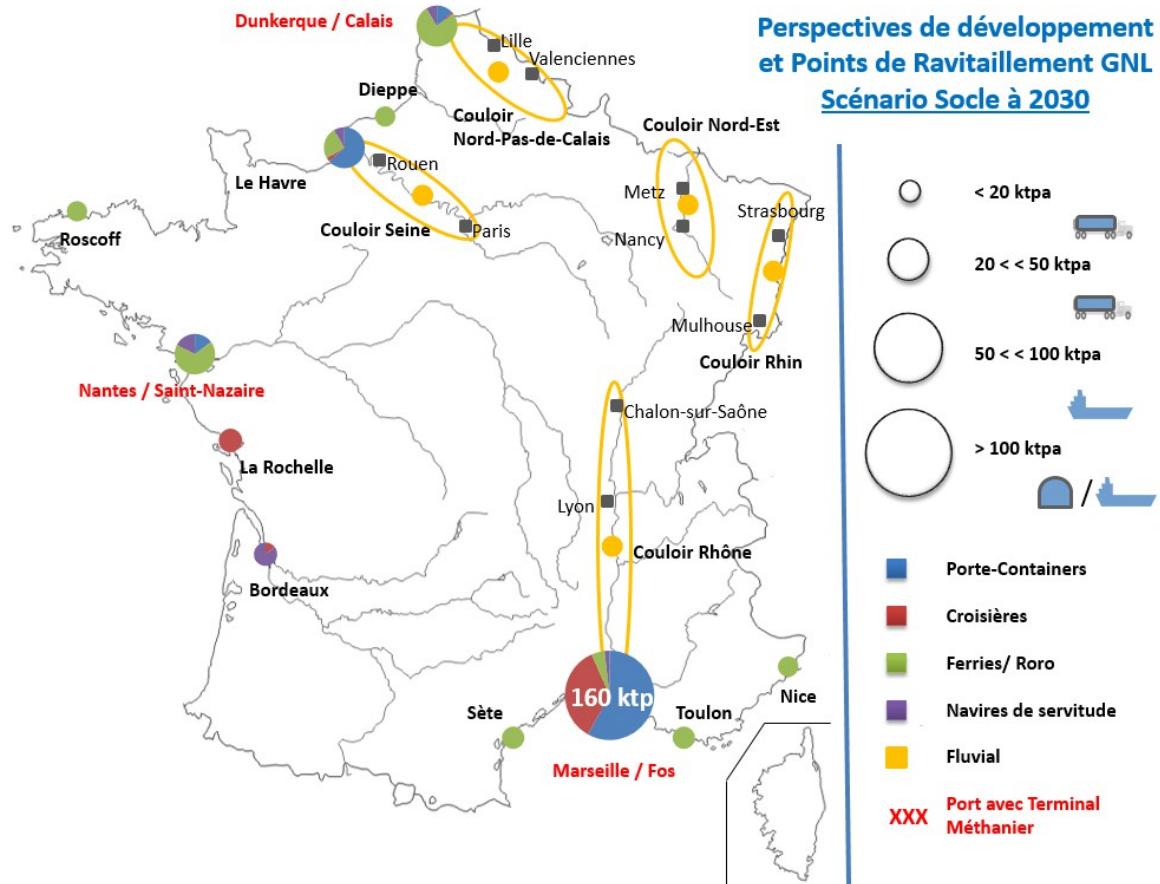 Perspectives de développement
et Points de Ravitaillement GNL
Scénario Socle à 2030
Dunkerque / Calais
Lille
Valenciennes
Dieppe
Couloir
Nord-Pas-de-Calais
Couloir Nord-Est
Rouen
Le Havre
Metz
Strasbourg
Couloir Seine
Paris
Nancy
Roscoff
Mulhouse
Couloir Rhin
Nantes / Saint-Nazaire
Chalon-sur-Saône
La Rochelle
Lyon
Couloir Rhône
Bordeaux
160 ktp
Nice
Sète
Toulon
Marseille / Fos
< 20 ktpa
20 < < 50 ktpa
50 < < 100 ktpa
> 100 ktpa
/
Porte-Containers
Croisières
Ferries/ Roro
Navires de servitude
Fluvial
XXX Port avec Terminal
Méthanier